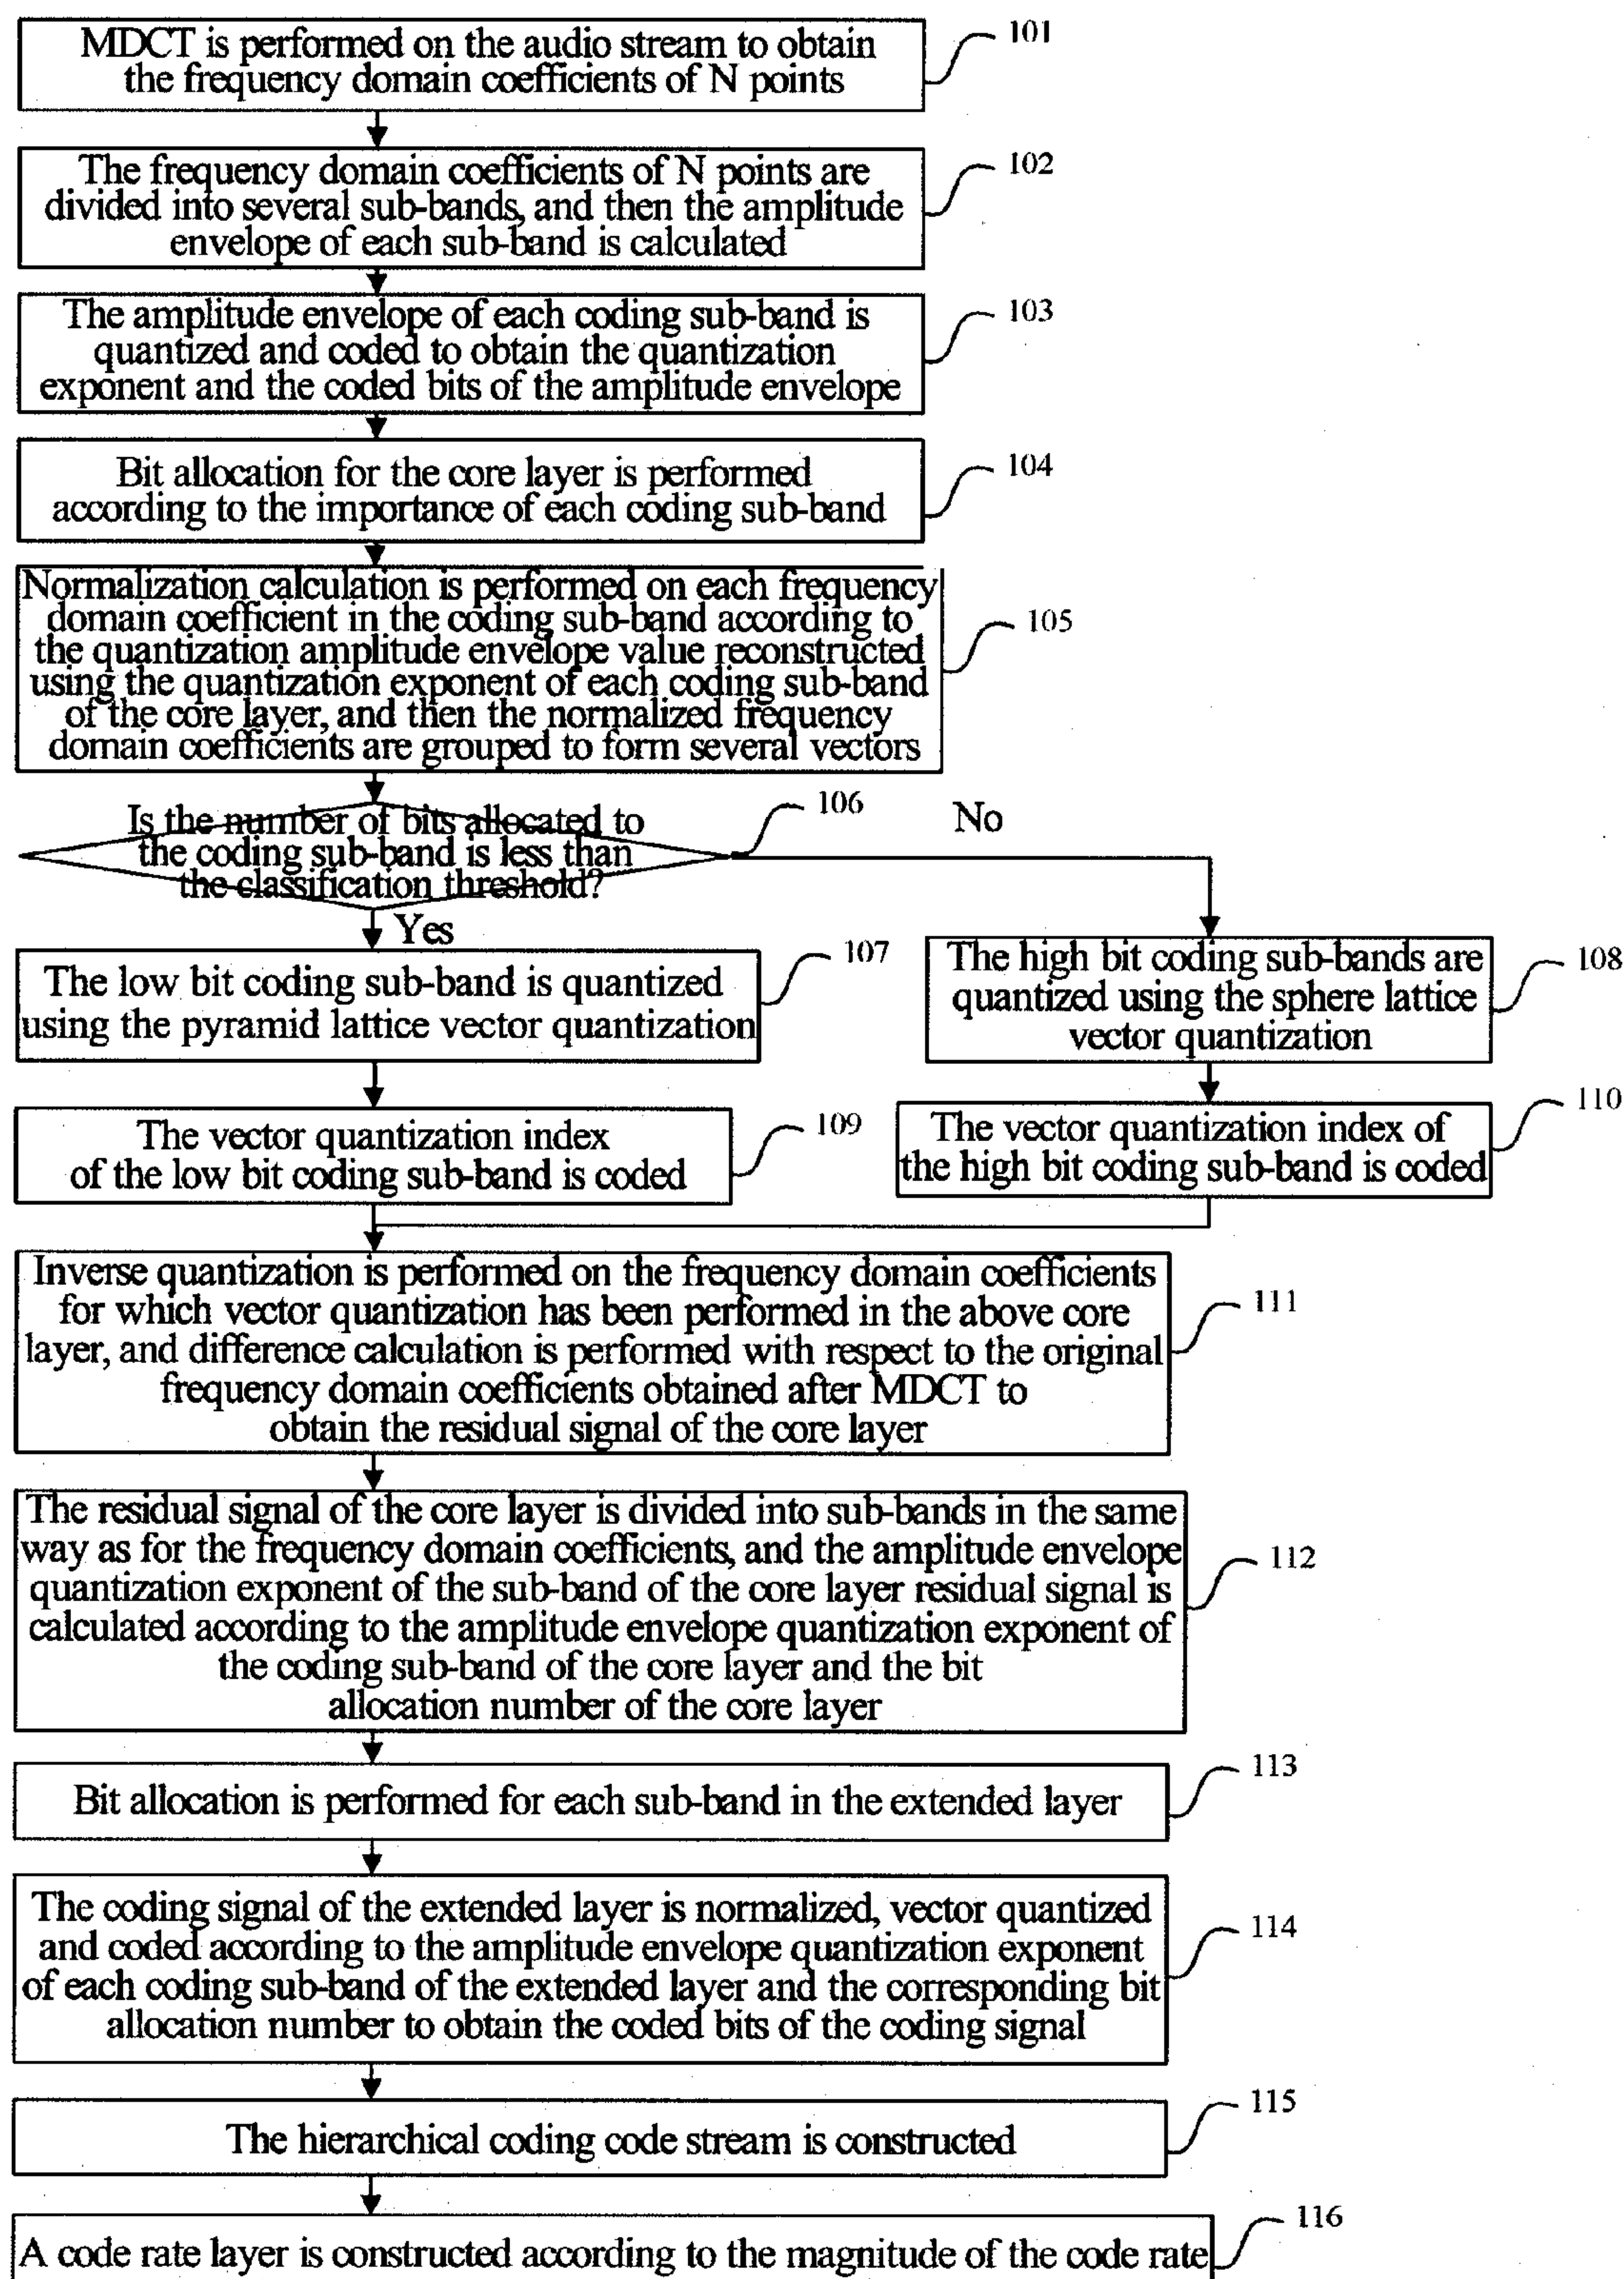 MDCT is performed on the audio stream to obtain
the frequency domain coefficients of N points
101
The frequency domain coefficients of N points are
divided into several sub-bands, and then the amplitude
envelope of each sub-band is calculated
102
The amplitude envelope of each coding sub-band is
quantized and coded to obtain the quantization
exponent and the coded bits of the amplitude envelope
103
Bit allocation for the core layer is performed
according to the importance of each coding sub-band
104
Normalization calculation is performed on each frequency
domain coefficient in the coding sub-band according to
the quantization amplitude envelope value reconstructed
using the quantization exponent of each coding sub-band
of the core layer, and then the normalized frequency
domain coefficients are grouped to form several vectors
105
Is the number of bits allocated to
the coding sub-band is less than
the classification threshold?
106
No
Yes
The low bit coding sub-band is quantized
using the pyramid lattice vector quantization
107
The high bit coding sub-bands are
quantized using the sphere lattice
vector quantization
108
The vector quantization index
of the low bit coding sub-band is coded
109
The vector quantization index of
the high bit coding sub-band is coded
110
Inverse quantization is performed on the frequency domain coefficients
for which vector quantization has been performed in the above core
layer, and difference calculation is performed with respect to the original
frequency domain coefficients obtained after MDCT to
obtain the residual signal of the core layer
111
The residual signal of the core layer is divided into sub-bands in the same
way as for the frequency domain coefficients, and the amplitude envelope
quantization exponent of the sub-band of the core layer residual signal is
calculated according to the amplitude envelope quantization exponent of
the coding sub-band of the core layer and the bit
allocation number of the core layer
112
Bit allocation is performed for each sub-band in the extended layer
113
The coding signal of the extended layer is normalized, vector quantized
and coded according to the amplitude envelope quantization exponent
of each coding sub-band of the extended layer and the corresponding bit
allocation number to obtain the coded bits of the coding signal
114
The hierarchical coding code stream is constructed
115
A code rate layer is constructed according to the magnitude of the code rate
116